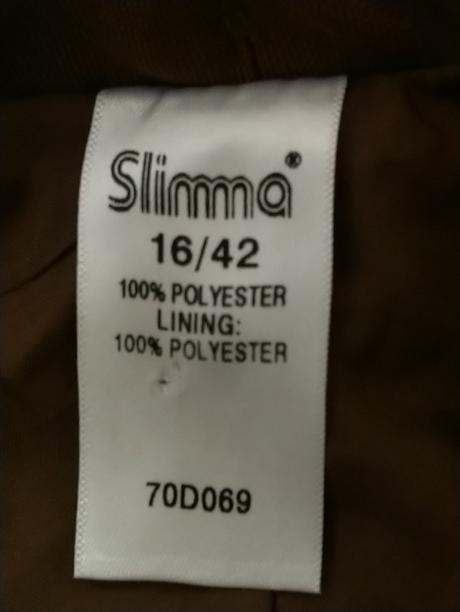 Slimma®
16/42
100% POLYESTER
LINING:
100% POLYESTER
70D069